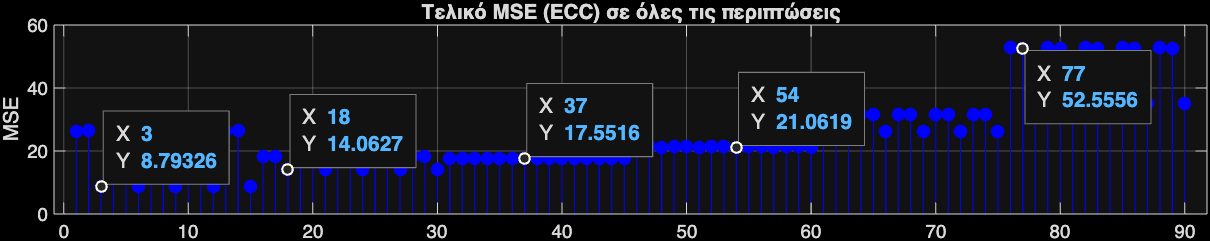 Τελικό MSE (ECC) σε όλες τις περιπτώσεις
60
40
20
0
MSE
X 3
Y 8.79326
X 18
Y 14.0627
X 37
Y 17.5516
X 54
Y 21.0619
X 77
Y 52.5556
0 10 20 30 40 50 60 70 80 90